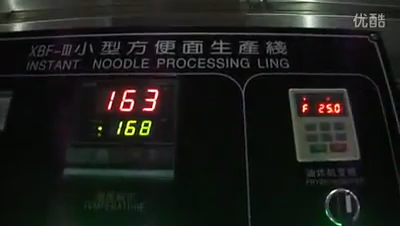 优酷
XBF-III小型方便面生產綫
INSTANT NOODLE PROCESSING LING
163
168
F 25.0
TEMPERATURE